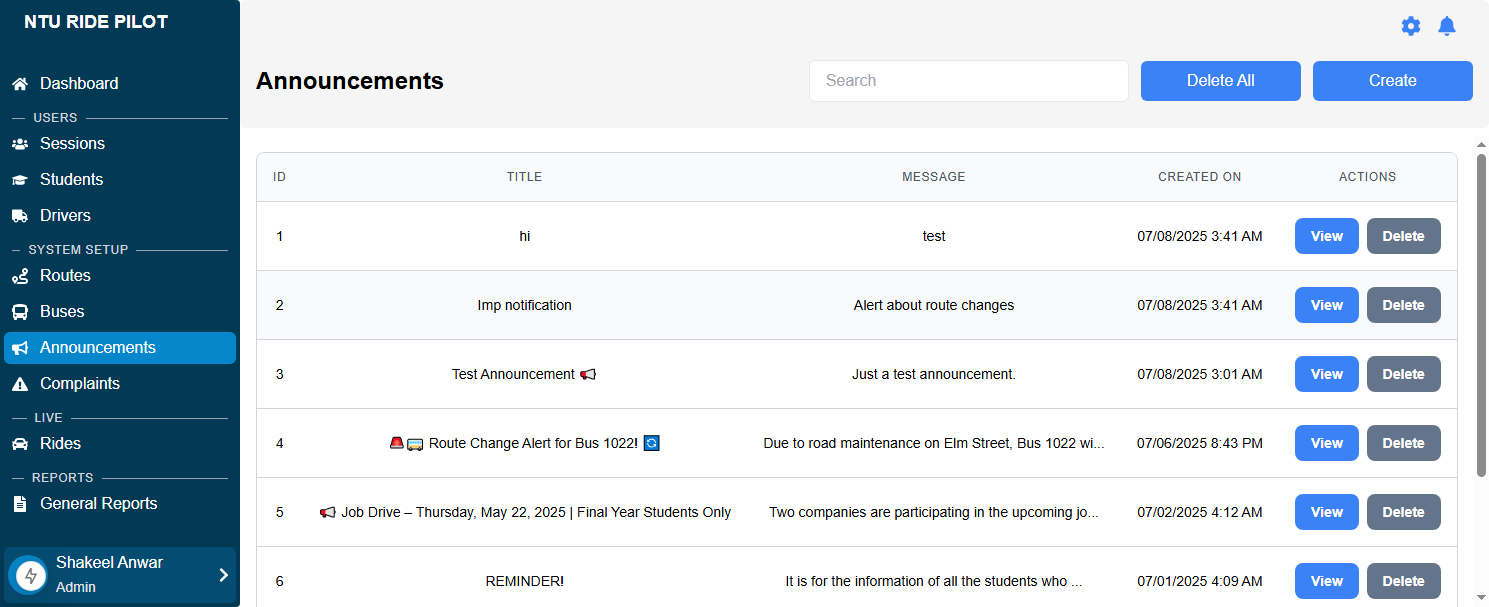 NTU RIDE PILOT
Dashboard
USERS
Sessions
Students
Drivers
SYSTEM SETUP
Routes
Buses
Announcements
Complaints
LIVE
Rides
REPORTS
General Reports
Shakeel Anwar
Admin
Announcements Search Delete All Create
ID TITLE MESSAGE CREATED ON ACTIONS
1 hi test 07/08/2025 3:41 AM View Delete
2 Imp notification Alert about route changes 07/08/2025 3:41 AM View Delete
3 Test Announcement 📢 Just a test announcement. 07/08/2025 3:01 AM View Delete
4 🚨🚌 Route Change Alert for Bus 1022! 🔄 Due to road maintenance on Elm Street, Bus 1022 wi... 07/06/2025 8:43 PM View Delete
5 📢 Job Drive – Thursday, May 22, 2025 | Final Year Students Only Two companies are participating in the upcoming jo... 07/02/2025 4:12 AM View Delete
6 REMINDER! It is for the information of all the students who ... 07/01/2025 4:09 AM View Delete